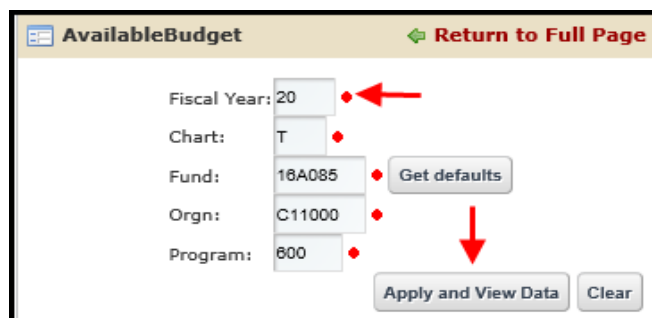 AvailableBudget Return to Full Page
Fiscal Year: 20
Chart: T
Fund: 16A085 Get defaults
Orgn: C11000
Program: 600
Apply and View Data Clear